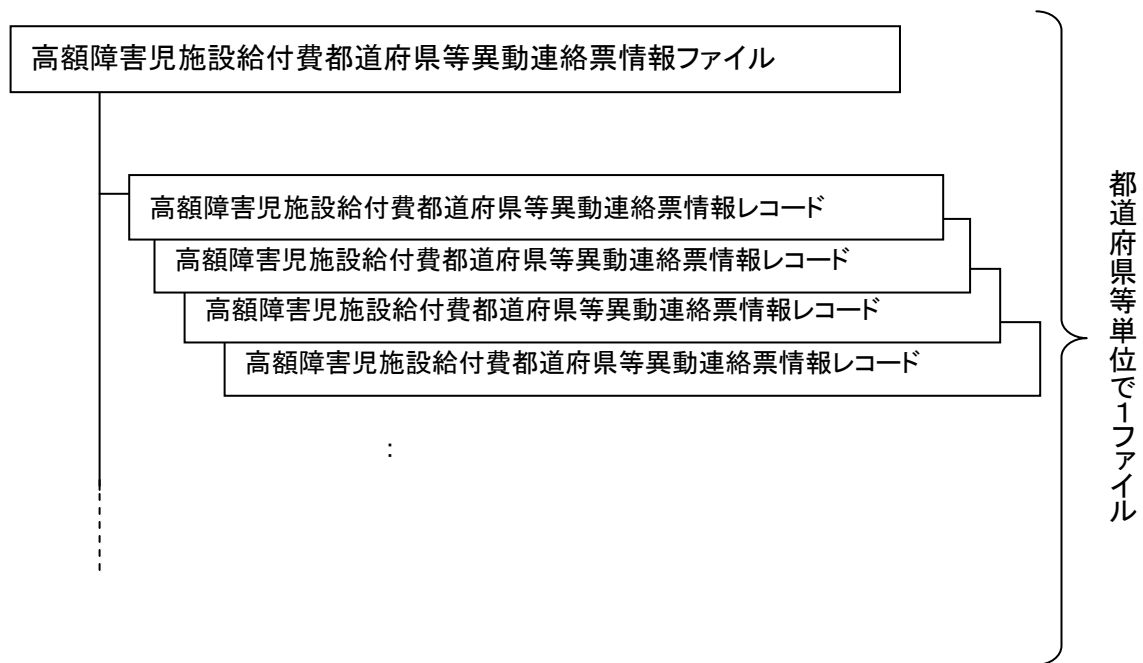 高額障害児施設給付費都道府県等異動連絡票情報ファイル
高額障害児施設給付費都道府県等異動連絡票情報レコード
高額障害児施設給付費都道府県等異動連絡票情報レコード
高額障害児施設給付費都道府県等異動連絡票情報レコード
高額障害児施設給付費都道府県等異動連絡票情報レコード
:
都道府県等単位で1ファイル